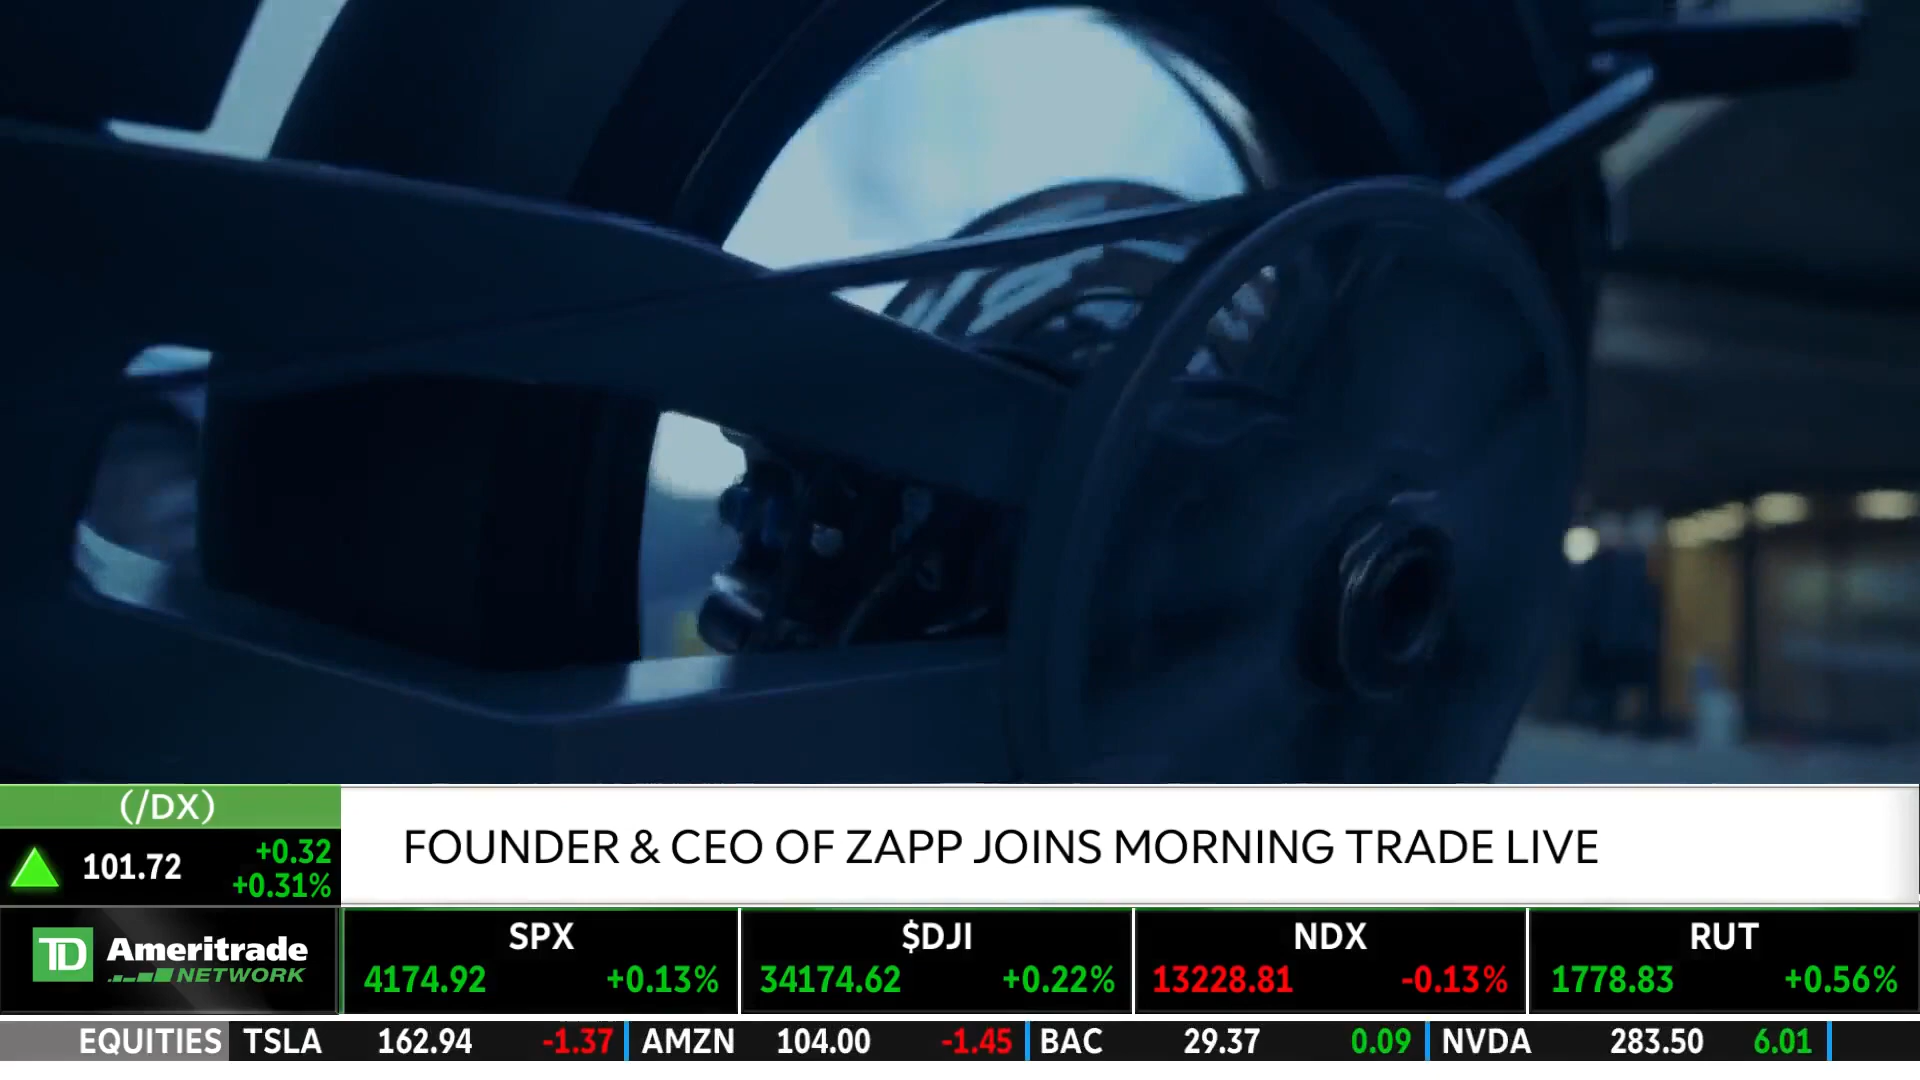 (/DX)
101.72 +0.32
+0.31%
FOUNDER & CEO OF ZAPP JOINS MORNING TRADE LIVE
TD Ameritrade
NETWORK
SPX
4174.92 +0.13%
$DJI
34174.62 +0.22%
NDX
13228.81 -0.13%
RUT
1778.83 +0.56%
EQUITIES TSLA 162.94 -1.37 AMZN 104.00 -1.45 BAC 29.37 0.09 NVDA 283.50 6.01